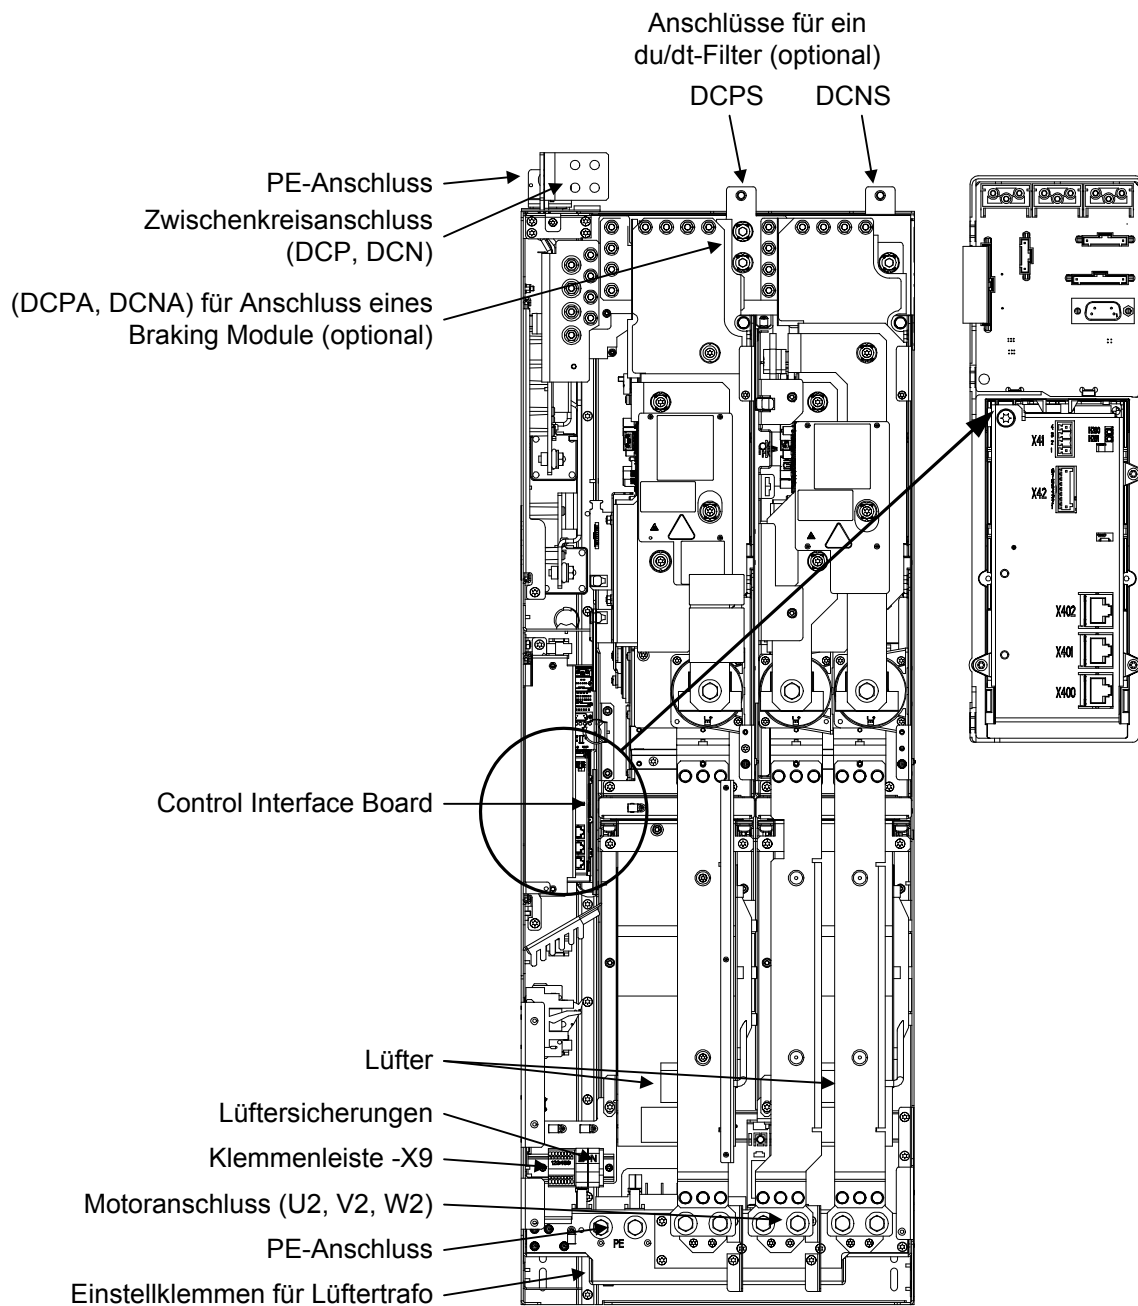 Anschlüsse für ein
du/dt-Filter (optional)
DCPS DCNS
PE-Anschluss
Zwischenkreisanschluss
(DCP, DCN)
(DCPA, DCNA) für Anschluss eines
Braking Module (optional)
X41
X42
X402
X401
X400
Control Interface Board
Lüfter
Lüftersicherungen
Klemmenleiste -X9
Motoranschluss (U2, V2, W2)
PE-Anschluss
PE
Einstellklemmen für Lüftertrafo